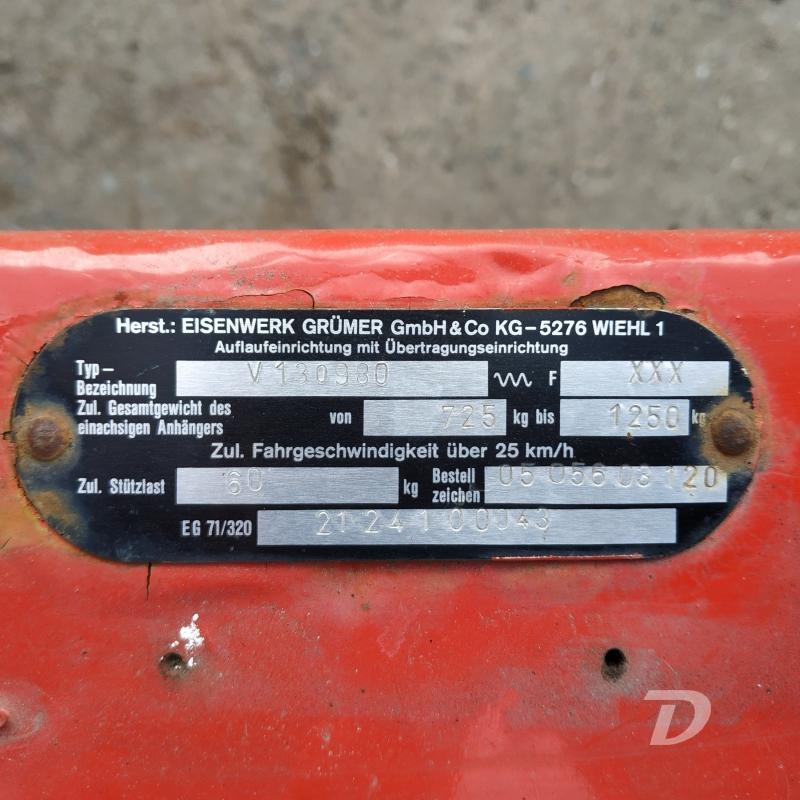 Herst.: EISENWERK GRÜMER GmbH & Co KG – 5276 WIEHL 1
Auflaufeinrichtung mit Übertragungseinrichtung
Typ – Bezeichnung V 130980 F XXX
Zul. Gesamtgewicht des einachsigen Anhängers von 725 kg bis 1250 kg
Zul. Fahrgeschwindigkeit über 25 km/h
Zul. Stützlast 60 kg Bestell zeichen 05 056 03 120
EG 71/320 21 241 00043
D